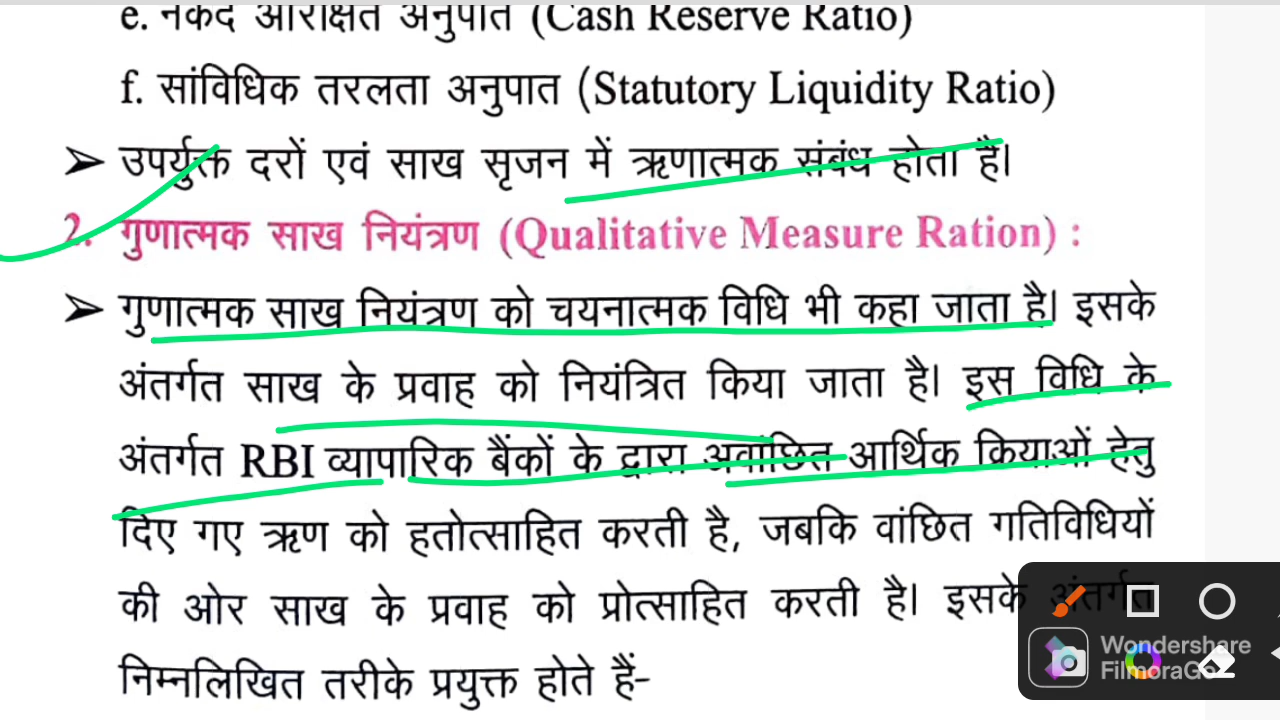 e. नकद आरक्षित अनुपात (Cash Reserve Ratio)
f. सांविधिक तरलता अनुपात (Statutory Liquidity Ratio)
➢ उपर्युक्त दरों एवं साख सृजन में ऋणात्मक संबंध होता है।
2. गुणात्मक साख नियंत्रण (Qualitative Measure Ration) :
➢ गुणात्मक साख नियंत्रण को चयनात्मक विधि भी कहा जाता है। इसके
अंतर्गत साख के प्रवाह को नियंत्रित किया जाता है। इस विधि के
अंतर्गत RBI व्यापारिक बैंकों के द्वारा अवांछित आर्थिक क्रियाओं हेतु
दिए गए ऋण को हतोत्साहित करती है, जबकि वांछित गतिविधियों
की ओर साख के प्रवाह को प्रोत्साहित करती है। इसके अंतर्गत
निम्नलिखित तरीके प्रयुक्त होते हैं-
Wondershare
FilmoraGo